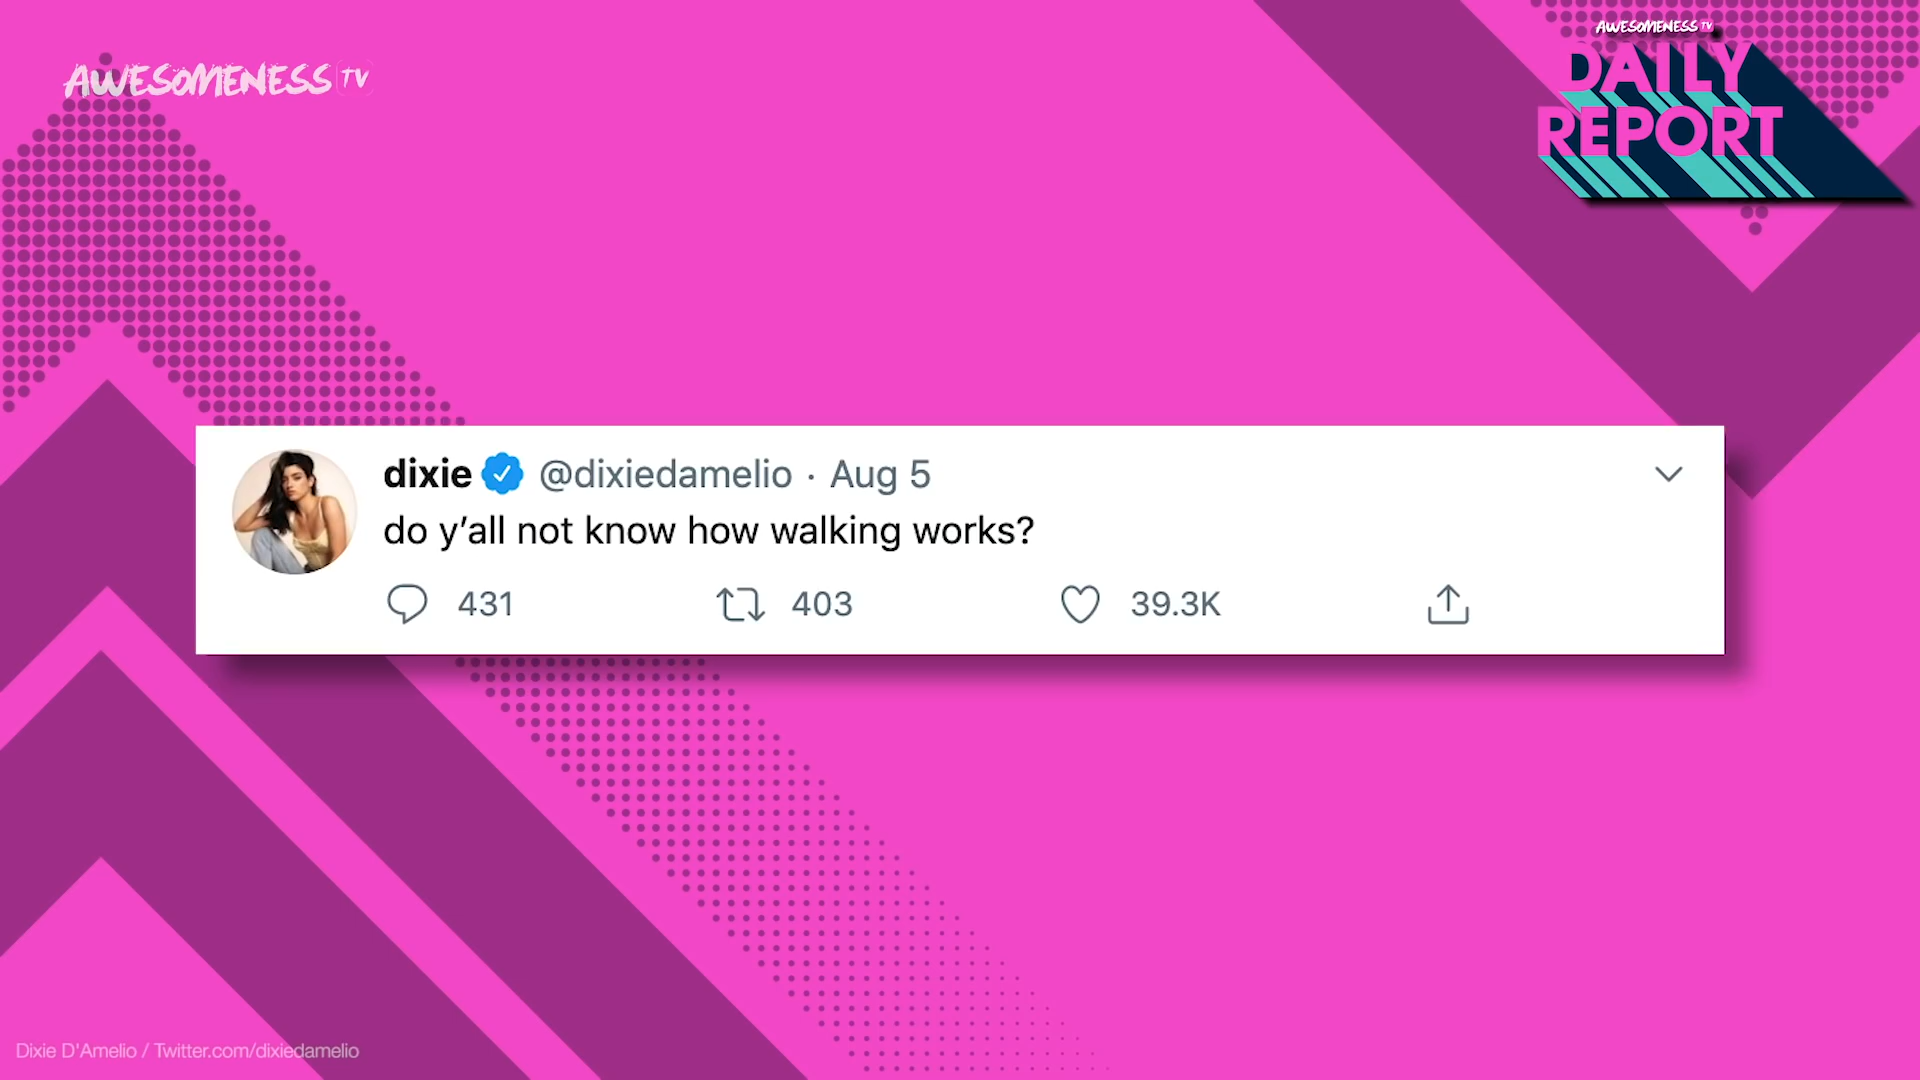 AWESOMENESS TV
AWESOMENESS TV
DAILY
REPORT
dixie @dixiedamelio · Aug 5
do y’all not know how walking works?
431 403 39.3K
Dixie D'Amelio / Twitter.com/dixiedamelio